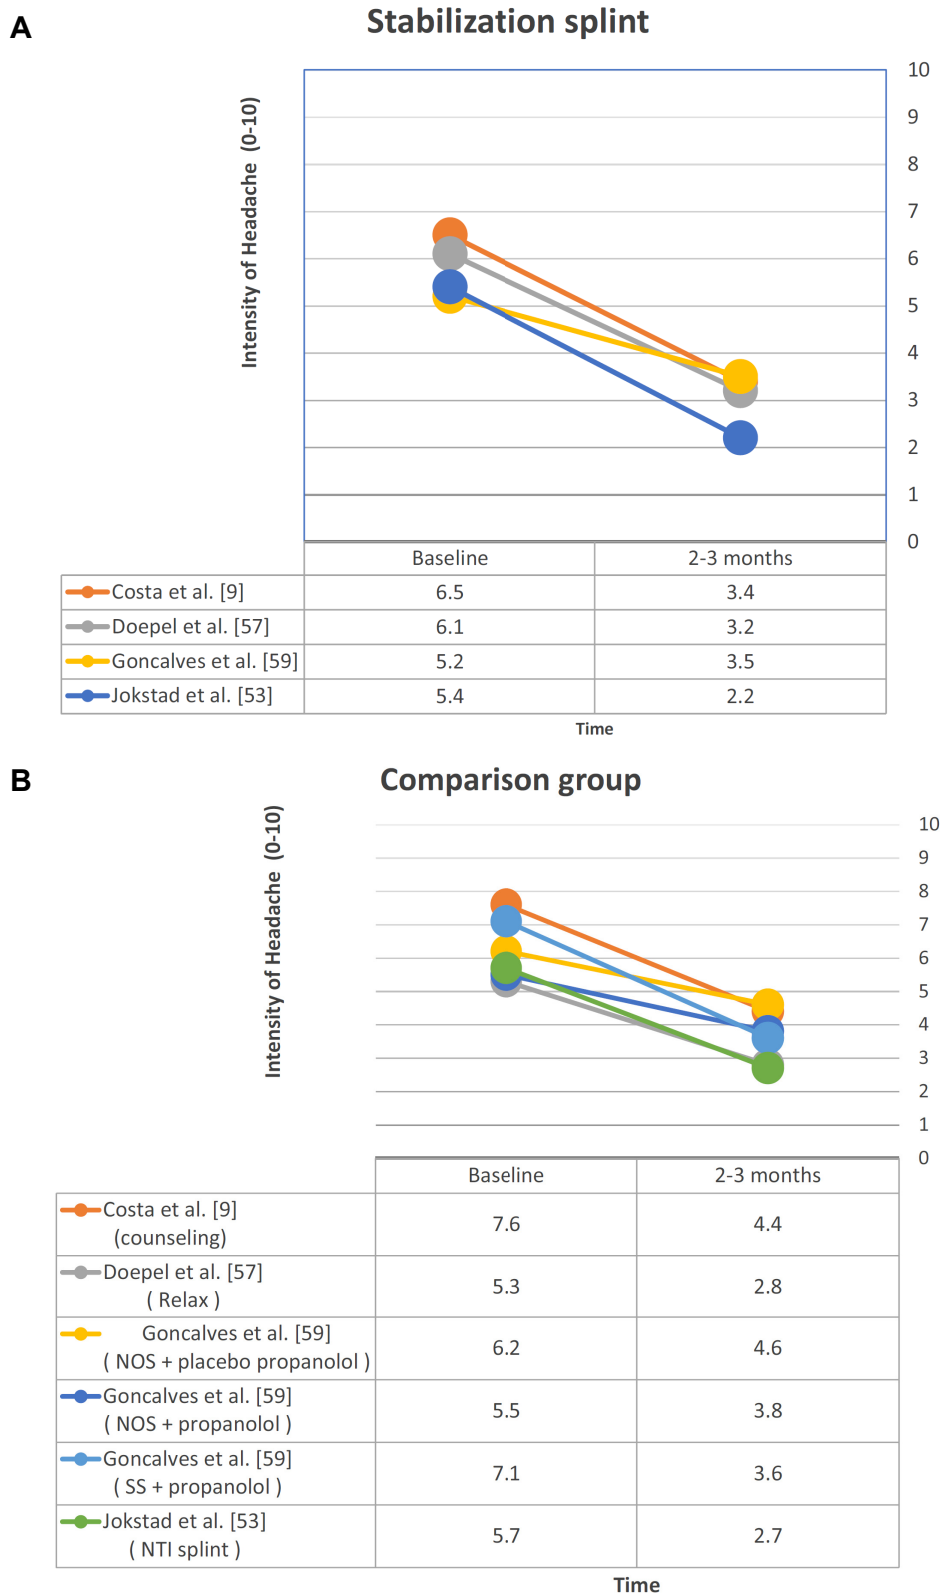 A
Stabilization splint
Intensity of Headache (0-10)
10
9
8
7
6
5
4
3
2
1
0
Baseline 2-3 months
Costa et al. [9] 6.5 3.4
Doepel et al. [57] 6.1 3.2
Goncalves et al. [59] 5.2 3.5
Jokstad et al. [53] 5.4 2.2
Time
B
Comparison group
Intensity of Headache (0-10)
10
9
8
7
6
5
4
3
2
1
0
Baseline 2-3 months
Costa et al. [9]
(counseling) 7.6 4.4
Doepel et al. [57]
( Relax ) 5.3 2.8
Goncalves et al. [59]
( NOS + placebo propanolol ) 6.2 4.6
Goncalves et al. [59]
( NOS + propanolol ) 5.5 3.8
Goncalves et al. [59]
( SS + propanolol ) 7.1 3.6
Jokstad et al. [53]
( NTI splint ) 5.7 2.7
Time